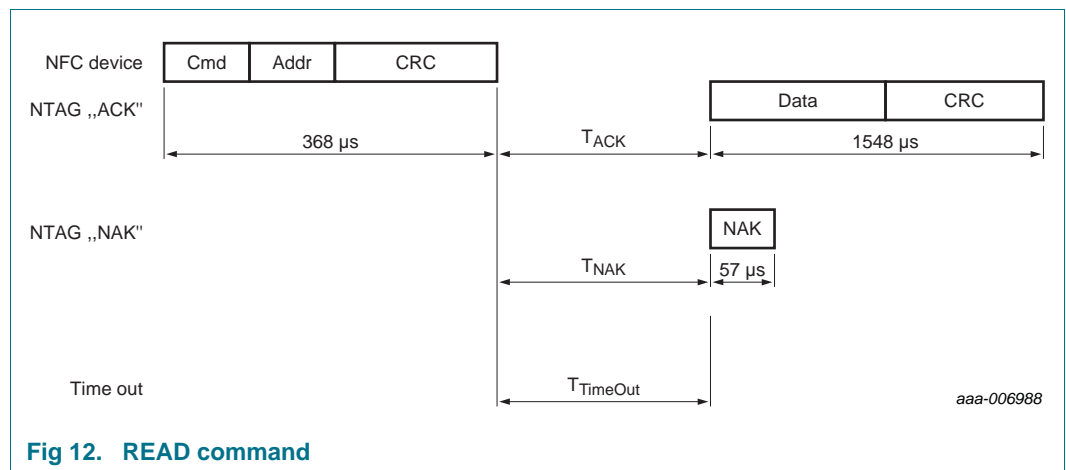 NFC device Cmd Addr CRC
NTAG ,,ACK" Data CRC
368 µs TACK 1548 µs
NTAG ,,NAK" NAK
TNAK 57 µs
Time out TTimeOut
aaa-006988
Fig 12. READ command